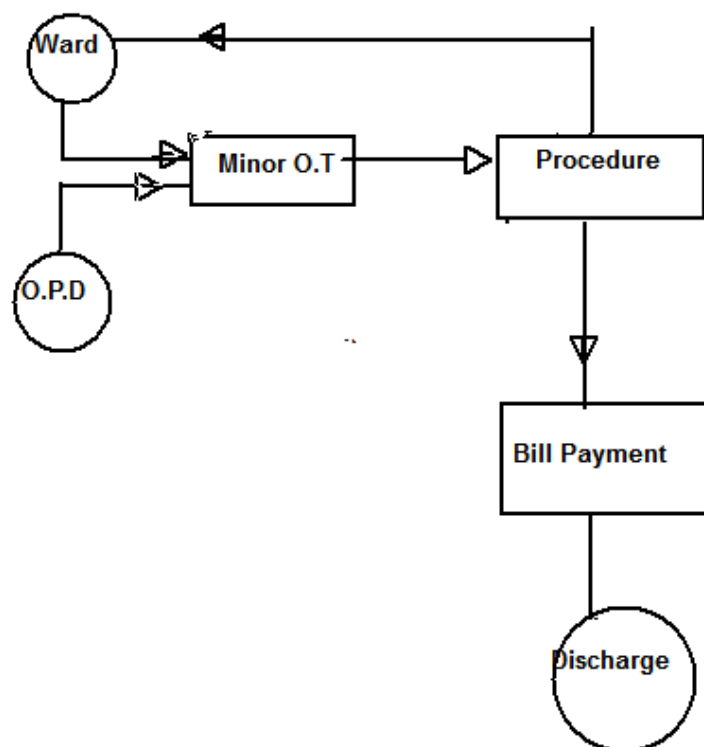 Ward
Minor O.T
Procedure
O.P.D
Bill Payment
Discharge